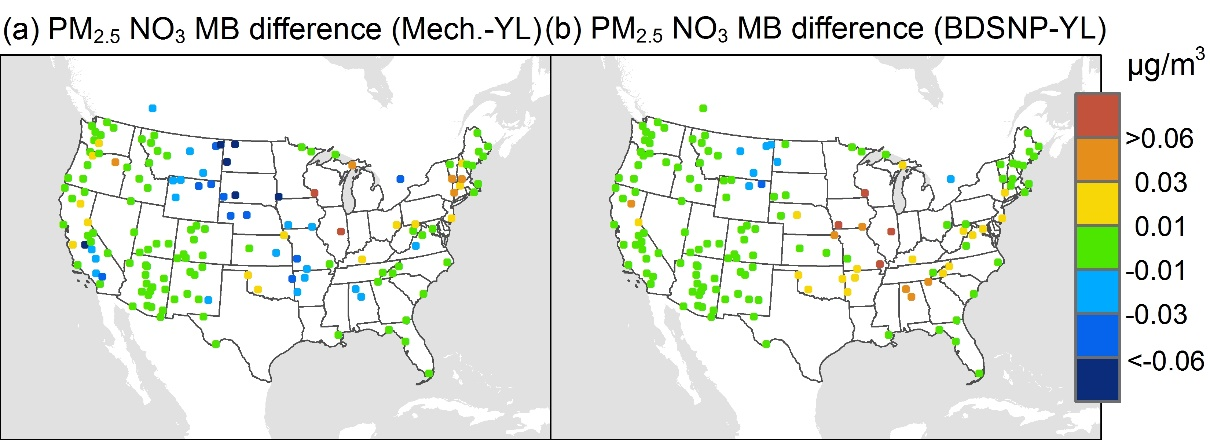 (a) PM2.5 NO3 MB difference (Mech.-YL)
(b) PM2.5 NO3 MB difference (BDSNP-YL)
µg/m3
>0.06
0.03
0.01
-0.01
-0.03
<-0.06